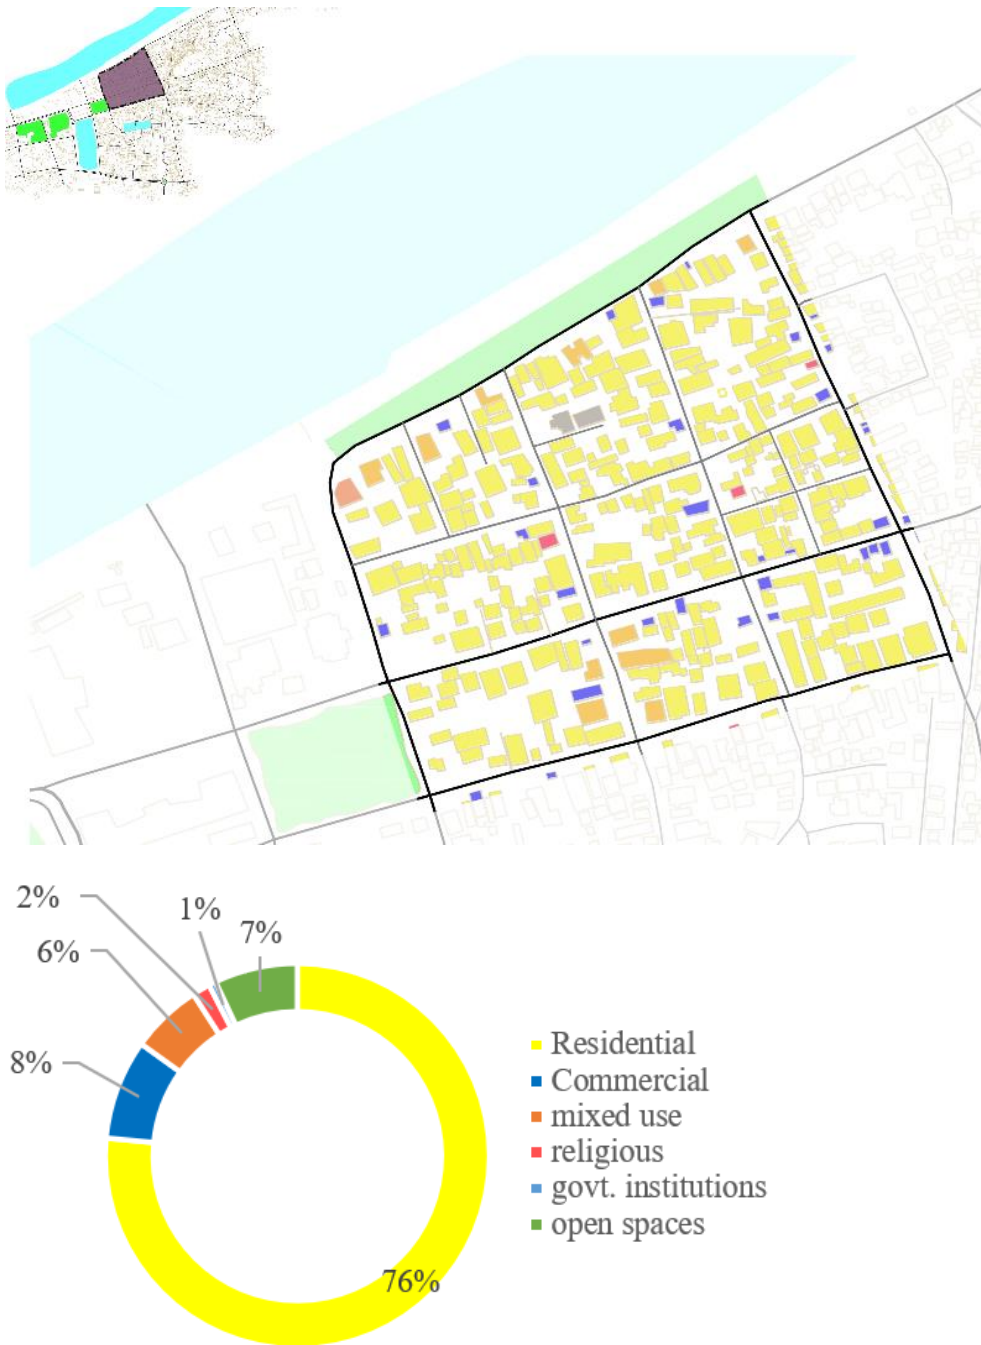 2%
1%
7%
6%
8%
76%
Residential
Commercial
mixed use
religious
govt. institutions
open spaces